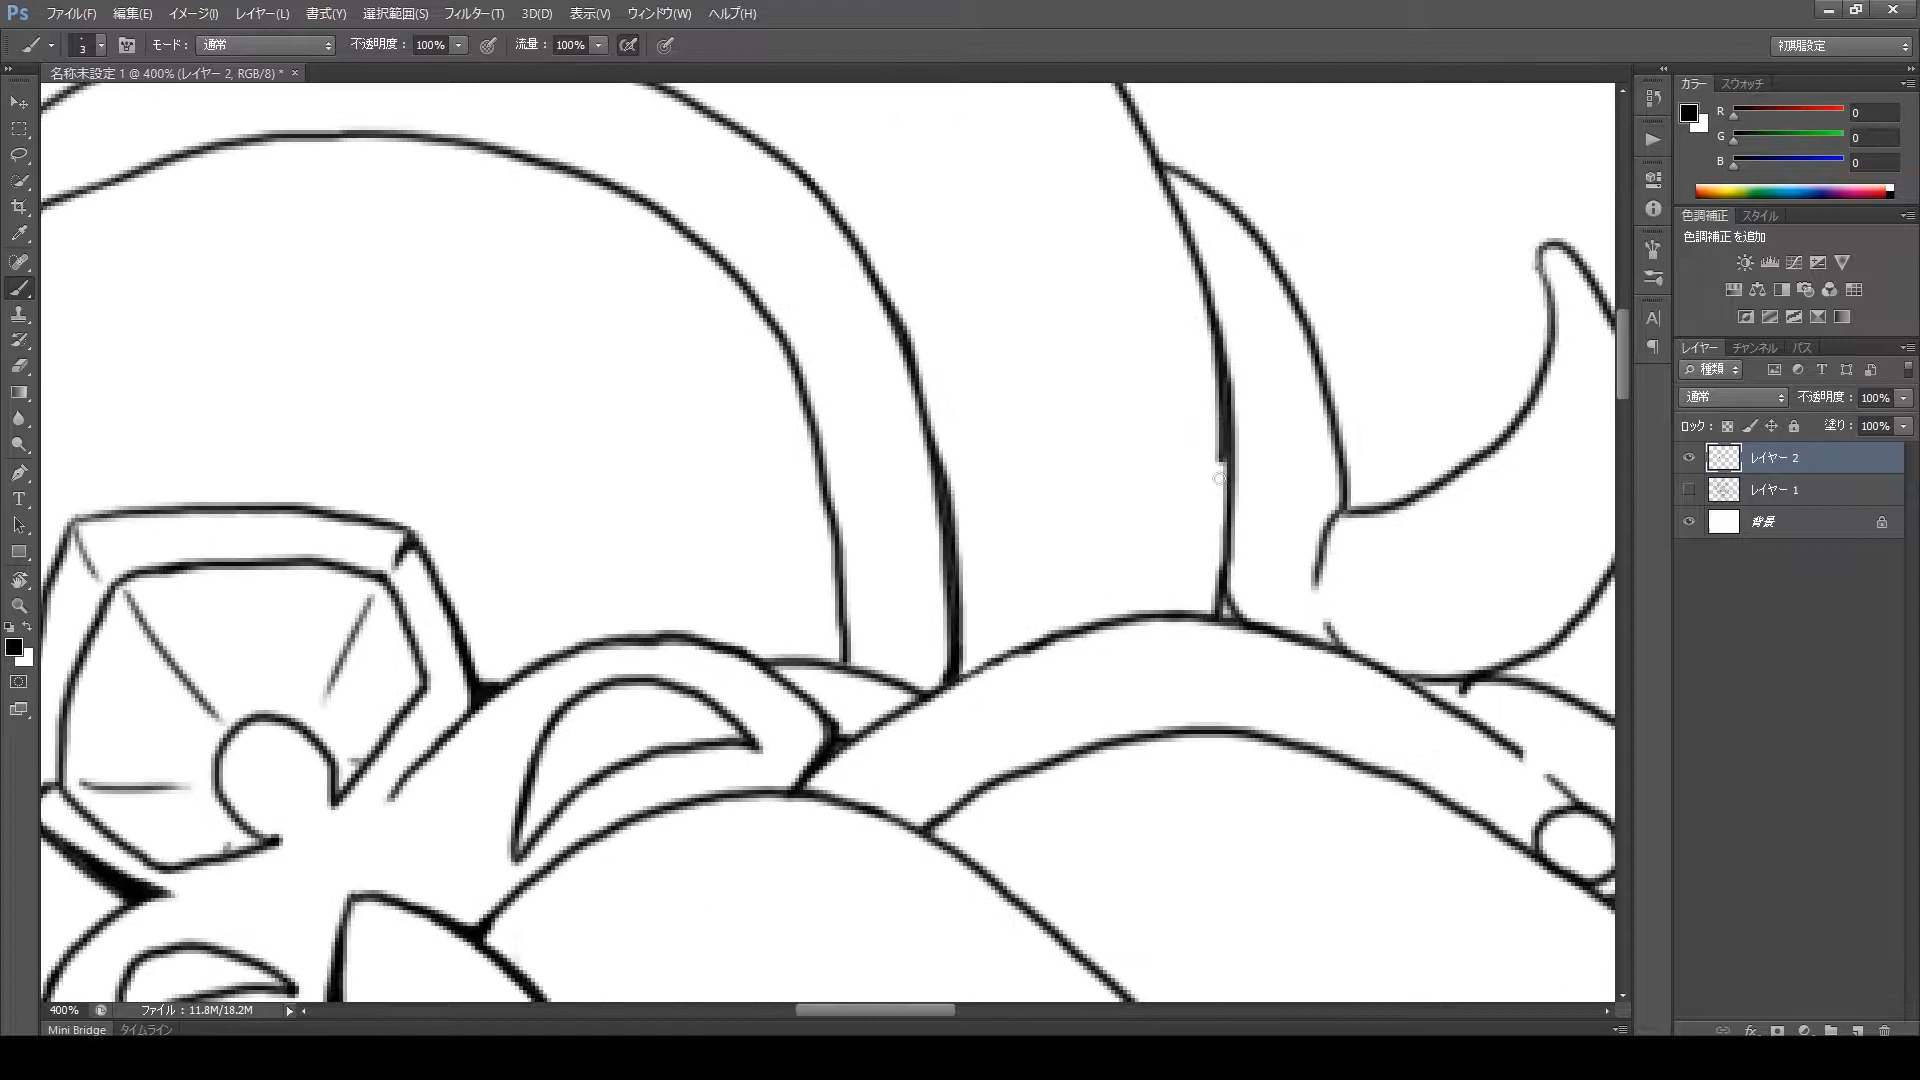 Ps ファイル(F) 編集(E) イメージ(I) レイヤー(L) 書式(Y) 選択範囲(S) フィルター(T) 3D(D) 表示(V) ウィンドウ(W) ヘルプ(H)
3 モード： 通常 不透明度： 100% 流量： 100% 初期設定
名称未設定 1 @ 400% (レイヤー 2, RGB/8) * ×
カラー スウォッチ
R 0
G 0
B 0
色調補正 スタイル
色調補正を追加
レイヤー チャンネル パス
種類
通常 不透明度： 100%
ロック： 塗り： 100%
レイヤー 2
レイヤー 1
背景
400% ファイル：11.8M/18.2M
Mini Bridge タイムライン